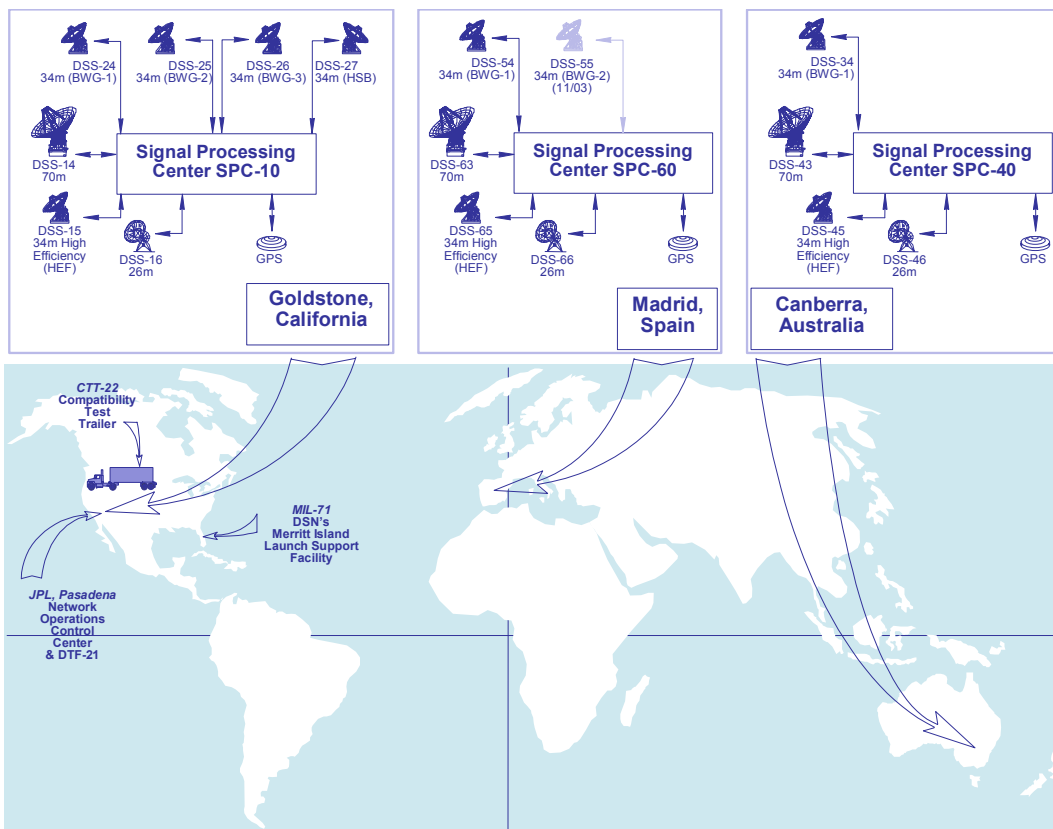 DSS-24
34m (BWG-1)
DSS-25
34m (BWG-2)
DSS-26
34m (BWG-3)
DSS-27
34m (HSB)
DSS-14
70m
Signal Processing
Center SPC-10
DSS-15
34m High
Efficiency
(HEF)
DSS-16
26m
GPS
Goldstone,
California
DSS-54
34m (BWG-1)
DSS-55
34m (BWG-2)
(11/03)
DSS-63
70m
Signal Processing
Center SPC-60
DSS-65
34m High
Efficiency
(HEF)
DSS-66
26m
GPS
Madrid,
Spain
DSS-34
34m (BWG-1)
DSS-43
70m
Signal Processing
Center SPC-40
DSS-45
34m High
Efficiency
(HEF)
DSS-46
26m
GPS
Canberra,
Australia
CTT-22
Compatibility
Test
Trailer
MIL-71
DSN's
Merritt Island
Launch Support
Facility
JPL, Pasadena
Network
Operations
Control
Center
& DTF-21